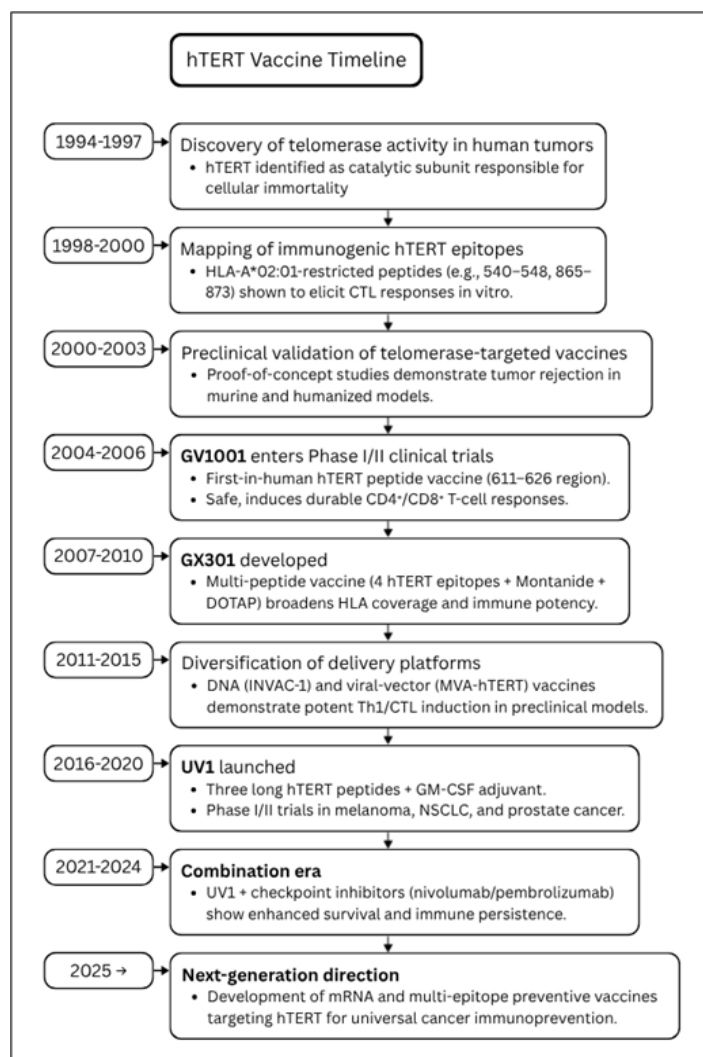 hTERT Vaccine Timeline
1994-1997
Discovery of telomerase activity in human tumors
• hTERT identified as catalytic subunit responsible for
cellular immortality
1998-2000
Mapping of immunogenic hTERT epitopes
• HLA-A*02:01-restricted peptides (e.g., 540–548, 865–
873) shown to elicit CTL responses in vitro.
2000-2003
Preclinical validation of telomerase-targeted vaccines
• Proof-of-concept studies demonstrate tumor rejection in
murine and humanized models.
2004-2006
GV1001 enters Phase I/II clinical trials
• First-in-human hTERT peptide vaccine (611–626 region).
• Safe, induces durable CD4⁺/CD8⁺ T-cell responses.
2007-2010
GX301 developed
• Multi-peptide vaccine (4 hTERT epitopes + Montanide +
DOTAP) broadens HLA coverage and immune potency.
2011-2015
Diversification of delivery platforms
• DNA (INVAC-1) and viral-vector (MVA-hTERT) vaccines
demonstrate potent Th1/CTL induction in preclinical models.
2016-2020
UV1 launched
• Three long hTERT peptides + GM-CSF adjuvant.
• Phase I/II trials in melanoma, NSCLC, and prostate cancer.
2021-2024
Combination era
• UV1 + checkpoint inhibitors (nivolumab/pembrolizumab)
show enhanced survival and immune persistence.
2025 →
Next-generation direction
• Development of mRNA and multi-epitope preventive vaccines
targeting hTERT for universal cancer immunoprevention.